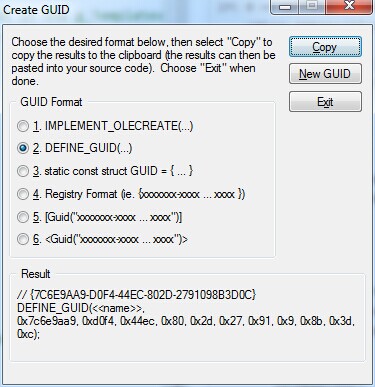 Create GUID
Choose the desired format below, then select "Copy" to
copy the results to the clipboard (the results can then be
pasted into your source code).  Choose "Exit" when
done.
Copy
New GUID
Exit
GUID Format
1. IMPLEMENT_OLECREATE(...)
2. DEFINE_GUID(...)
3. static const struct GUID = { ... }
4. Registry Format (ie. {xxxxxxxx-xxxx ... xxxx })
5. [Guid("xxxxxxxx-xxxx ... xxxx")]
6. <Guid("xxxxxxxx-xxxx ... xxxx")>
Result
// {7C6E9AA9-D0F4-44EC-802D-2791098B3D0C}
DEFINE_GUID(<<name>>,
0x7c6e9aa9, 0xd0f4, 0x44ec, 0x80, 0x2d, 0x27, 0x91, 0x9, 0x8b, 0x3d,
0xc);